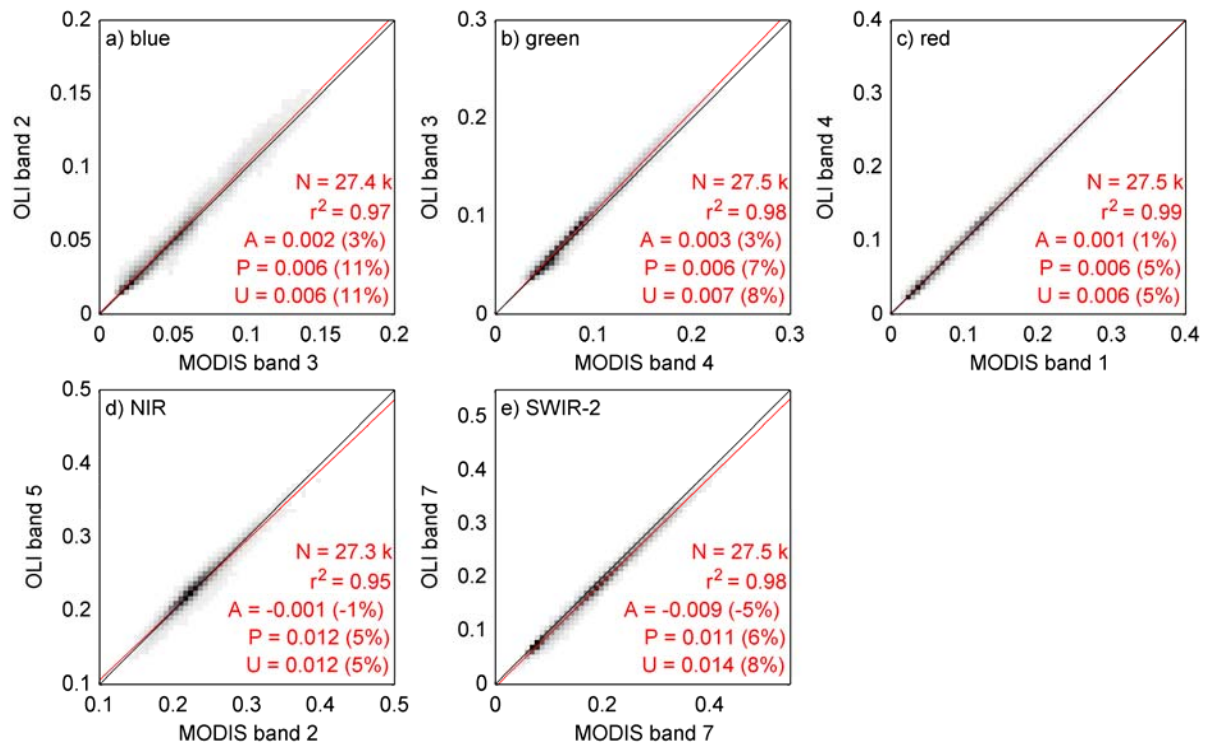 a) blue
0.2
0.15
0.1
0.05
0
OLI band 2
N = 27.4 k
r² = 0.97
A = 0.002 (3%)
P = 0.006 (11%)
U = 0.006 (11%)
0
0.05
0.1
0.15
0.2
MODIS band 3
b) green
0.3
0.2
0.1
0
OLI band 3
N = 27.5 k
r² = 0.98
A = 0.003 (3%)
P = 0.006 (7%)
U = 0.007 (8%)
0
0.1
0.2
0.3
MODIS band 4
c) red
0.4
0.3
0.2
0.1
0
OLI band 4
N = 27.5 k
r² = 0.99
A = 0.001 (1%)
P = 0.006 (5%)
U = 0.006 (5%)
0
0.1
0.2
0.3
0.4
MODIS band 1
d) NIR
0.5
0.4
0.3
0.2
0.1
OLI band 5
N = 27.3 k
r² = 0.95
A = -0.001 (-1%)
P = 0.012 (5%)
U = 0.012 (5%)
0.1
0.2
0.3
0.4
0.5
MODIS band 2
e) SWIR-2
0.5
0.4
0.3
0.2
0.1
0
OLI band 7
N = 27.5 k
r² = 0.98
A = -0.009 (-5%)
P = 0.011 (6%)
U = 0.014 (8%)
0
0.2
0.4
MODIS band 7